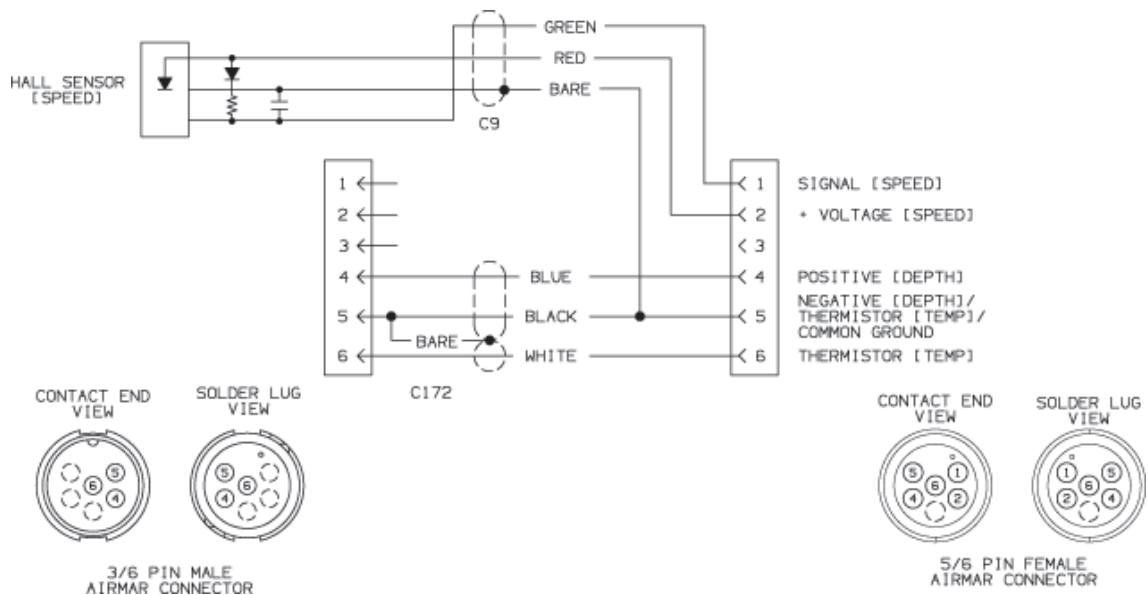 GREEN
RED
BARE
HALL SENSOR
[SPEED]
C9
1
2
3
4
5
6
BLUE
BLACK
BARE
WHITE
C172
1 SIGNAL [SPEED]
2 + VOLTAGE [SPEED]
3
4 POSITIVE [DEPTH]
NEGATIVE [DEPTH]/
5 THERMISTOR [TEMP]/
COMMON GROUND
6 THERMISTOR [TEMP]
CONTACT END
VIEW
5
6
4
SOLDER LUG
VIEW
5
6
4
3/6 PIN MALE
AIRMAR CONNECTOR
CONTACT END
VIEW
5 1
6
4 2
SOLDER LUG
VIEW
1 5
6
2 4
5/6 PIN FEMALE
AIRMAR CONNECTOR